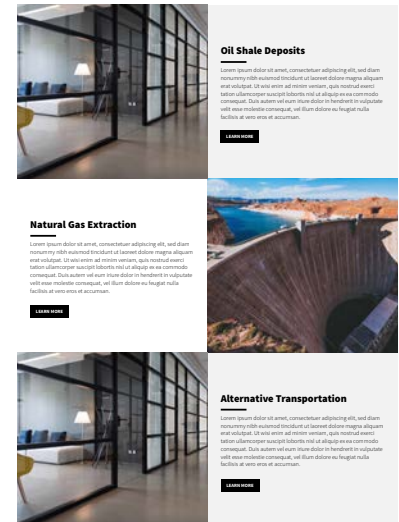 Oil Shale Deposits
Lorem ipsum dolor sit amet, consectetuer adipiscing elit, sed diam
nonummy nibh euismod tincidunt ut laoreet dolore magna aliquam
erat volutpat. Ut wisi enim ad minim veniam, quis nostrud exerci
tation ullamcorper suscipit lobortis nisl ut aliquip ex ea commodo
consequat. Duis autem vel eum iriure dolor in hendrerit in vulputate
velit esse molestie consequat, vel illum dolore eu feugiat nulla
facilisis at vero eros et accumsan.
LEARN MORE
Natural Gas Extraction
Lorem ipsum dolor sit amet, consectetuer adipiscing elit, sed diam
nonummy nibh euismod tincidunt ut laoreet dolore magna aliquam
erat volutpat. Ut wisi enim ad minim veniam, quis nostrud exerci
tation ullamcorper suscipit lobortis nisl ut aliquip ex ea commodo
consequat. Duis autem vel eum iriure dolor in hendrerit in vulputate
velit esse molestie consequat, vel illum dolore eu feugiat nulla
facilisis at vero eros et accumsan.
LEARN MORE
Alternative Transportation
Lorem ipsum dolor sit amet, consectetuer adipiscing elit, sed diam
nonummy nibh euismod tincidunt ut laoreet dolore magna aliquam
erat volutpat. Ut wisi enim ad minim veniam, quis nostrud exerci
tation ullamcorper suscipit lobortis nisl ut aliquip ex ea commodo
consequat. Duis autem vel eum iriure dolor in hendrerit in vulputate
velit esse molestie consequat, vel illum dolore eu feugiat nulla
facilisis at vero eros et accumsan.
LEARN MORE